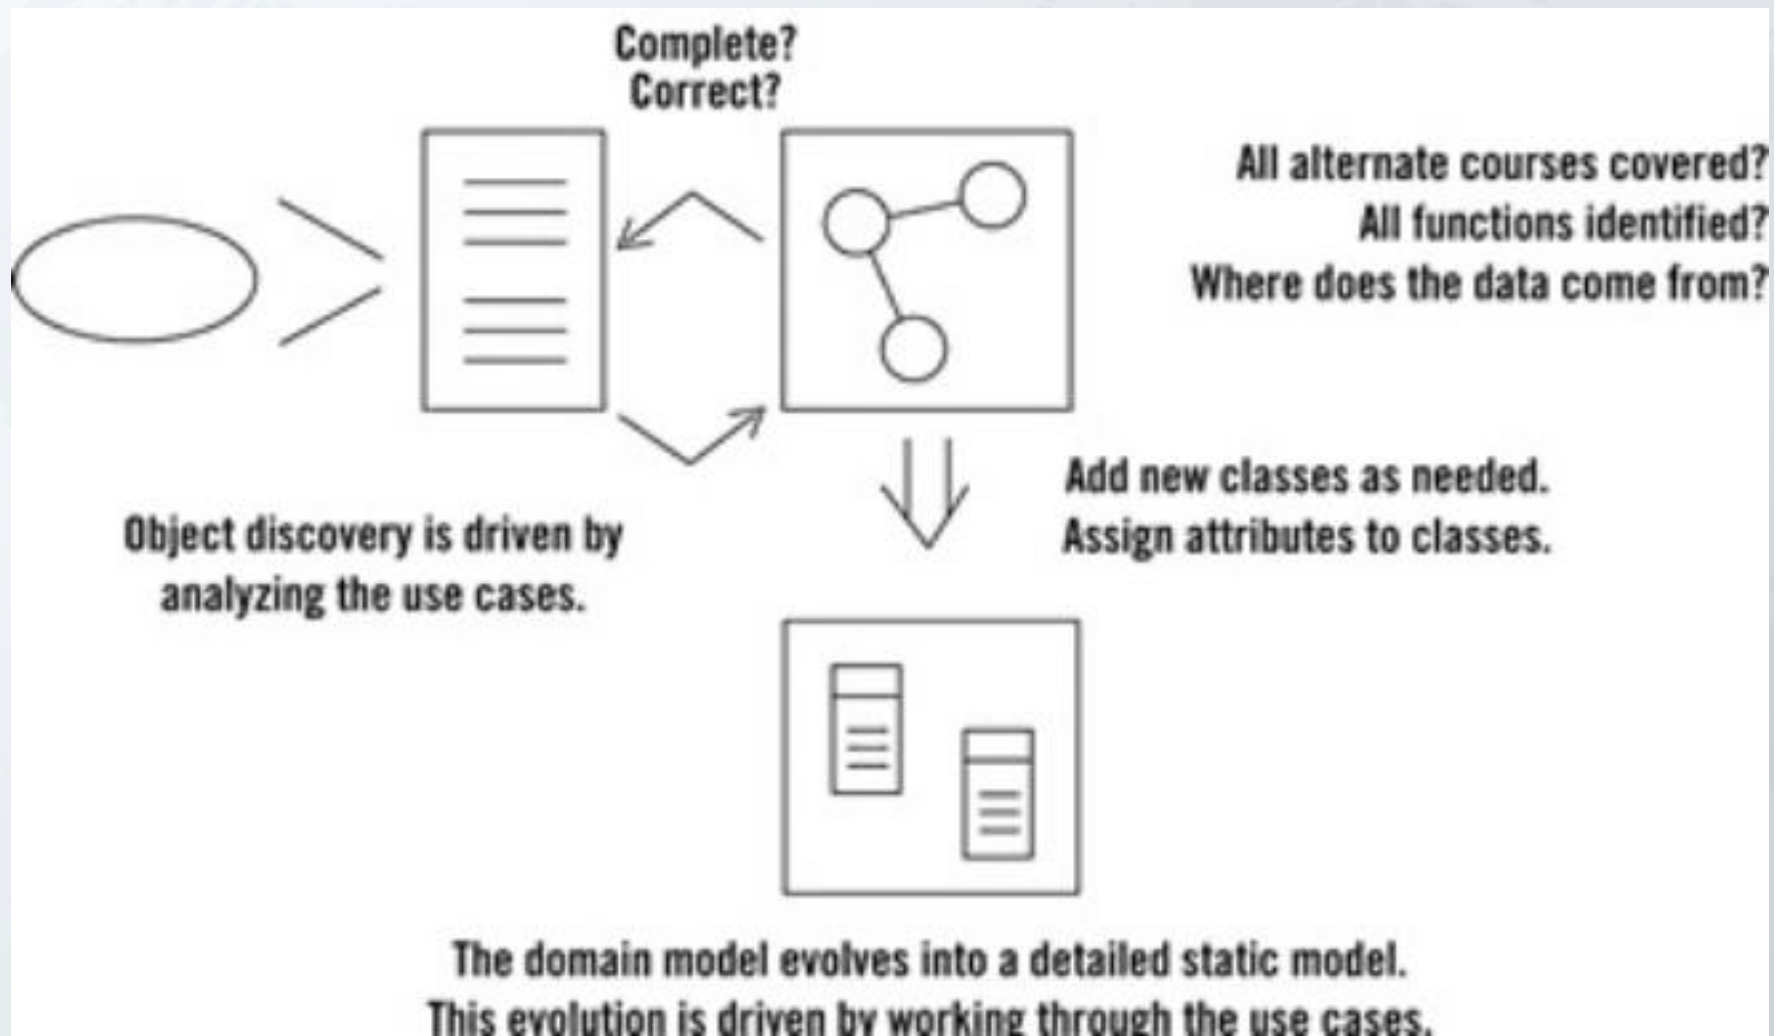 Complete?
Correct?
All alternate courses covered?
All functions identified?
Where does the data come from?
Add new classes as needed.
Assign attributes to classes.
Object discovery is driven by
analyzing the use cases.
The domain model evolves into a detailed static model.
This evolution is driven by working through the use cases.